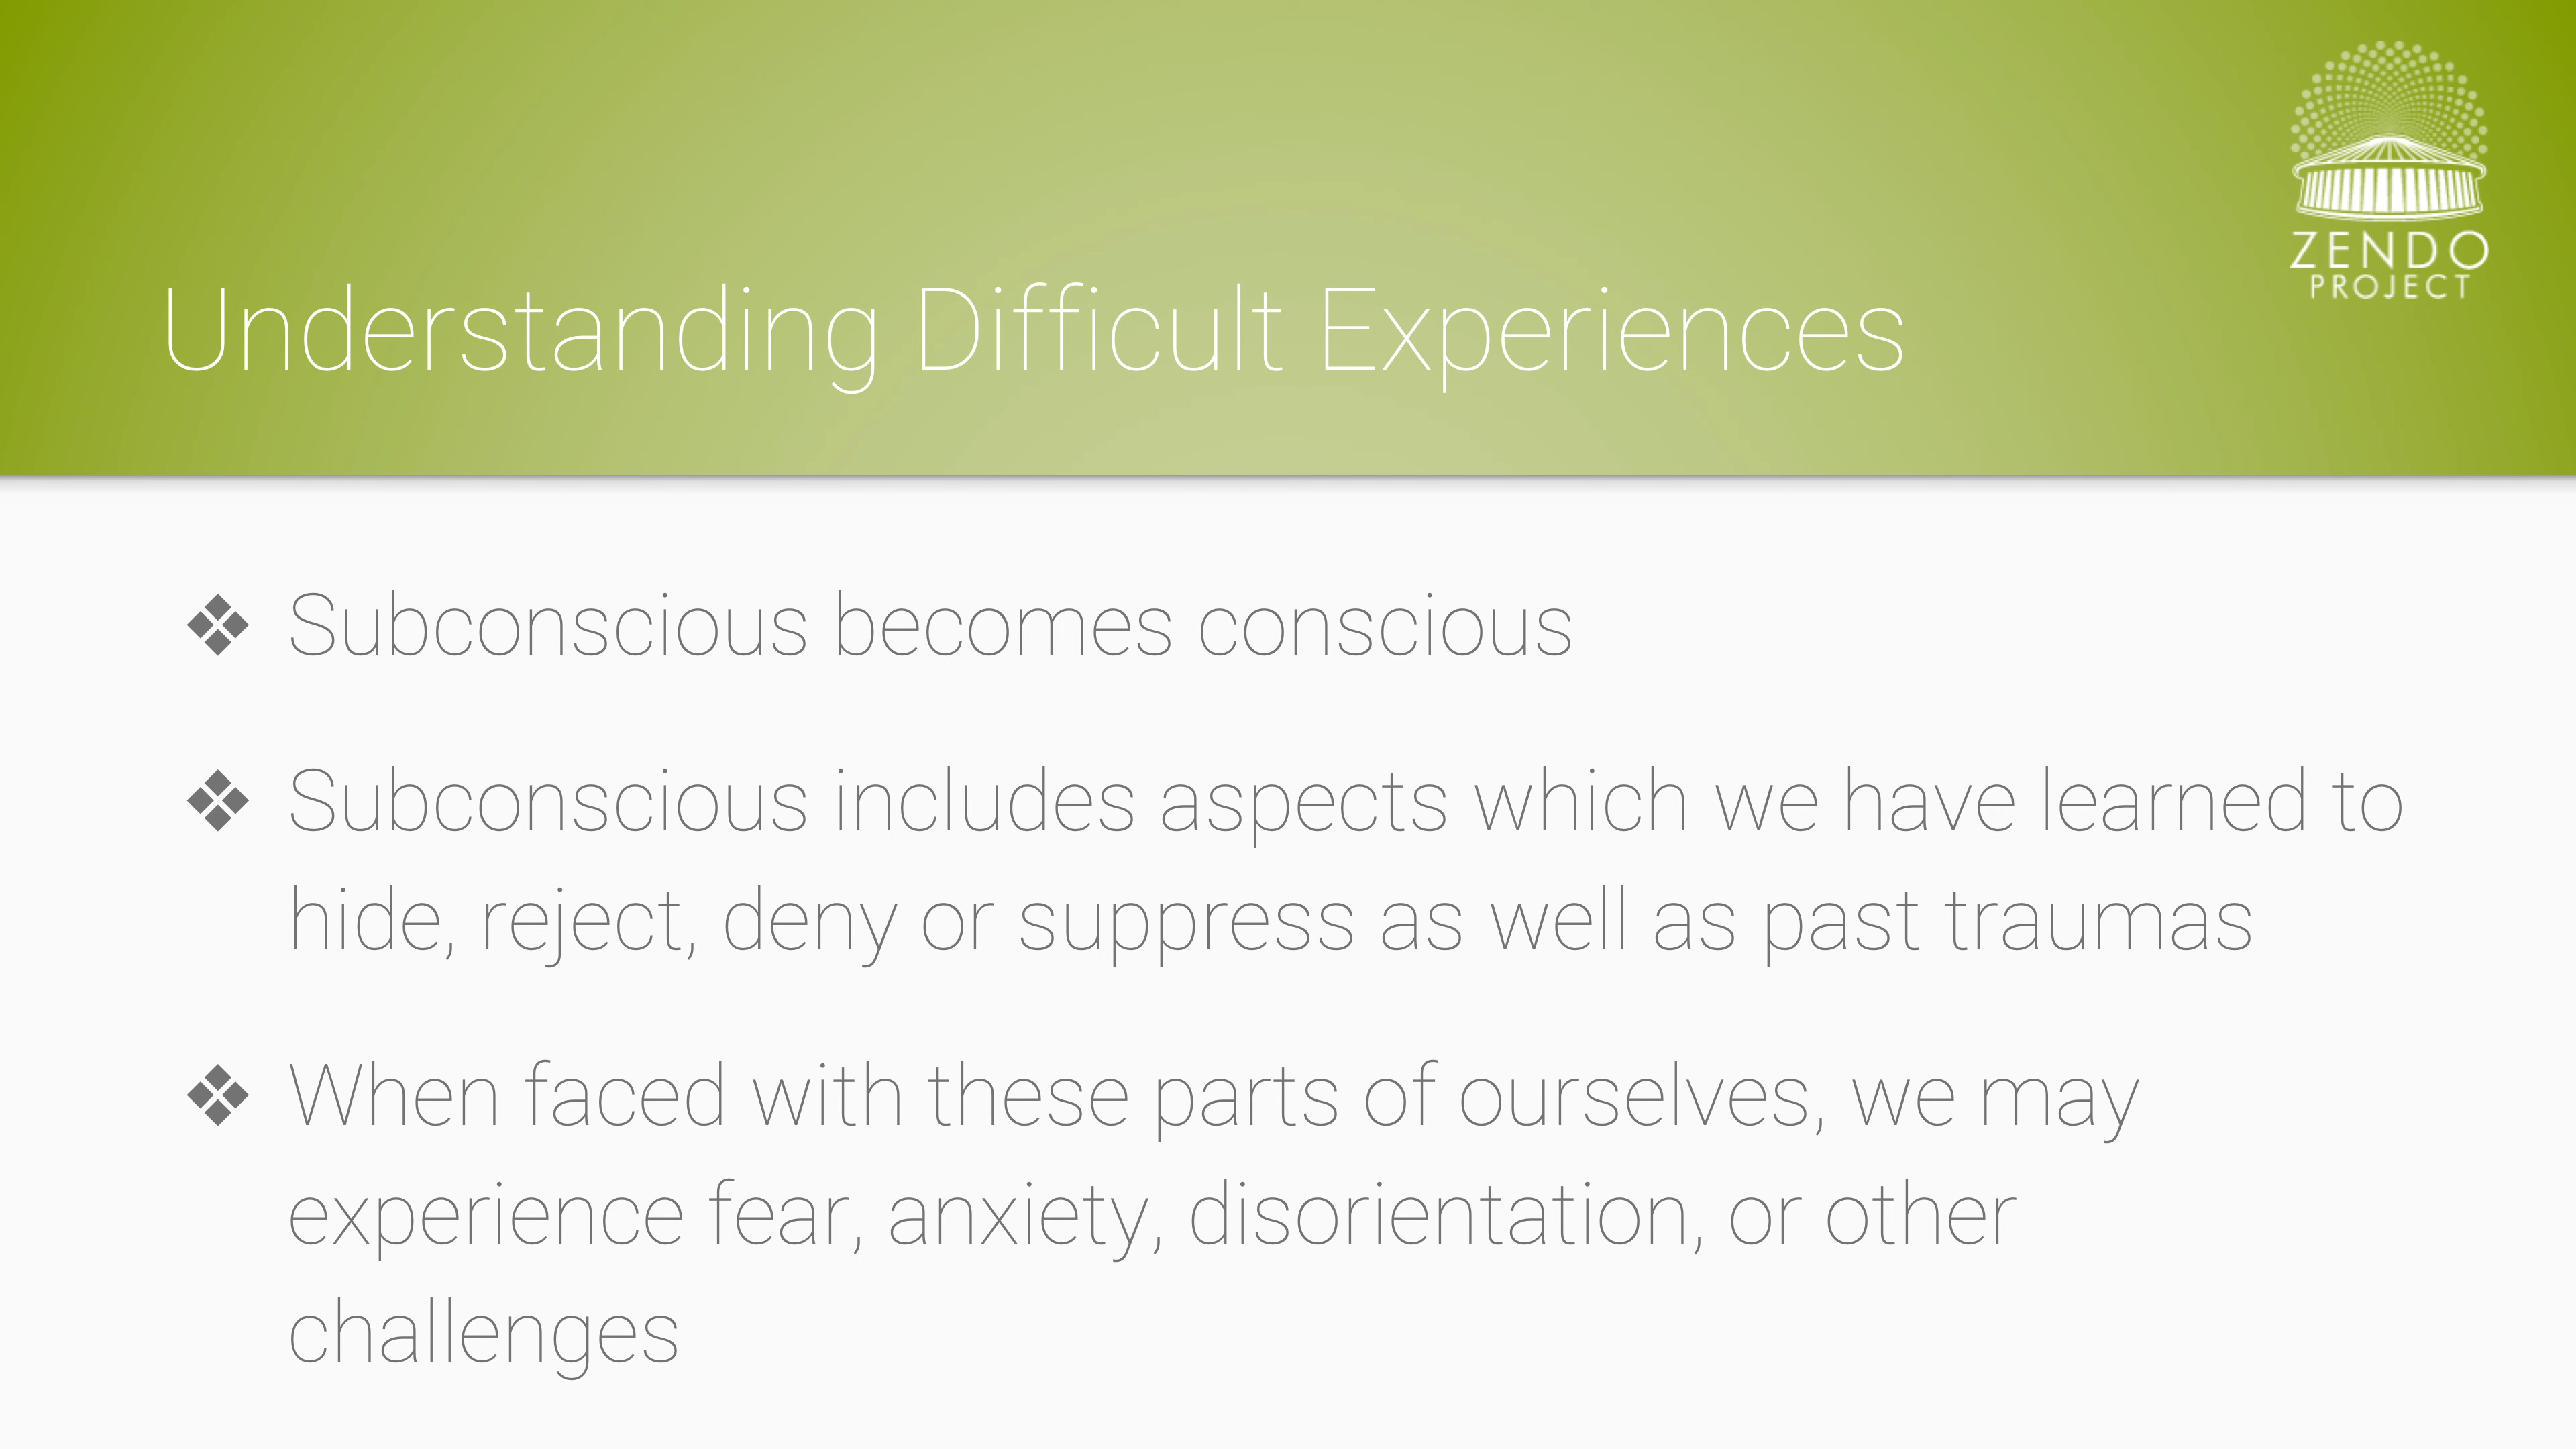 ZENDO
PROJECT
Understanding Difficult Experiences
❖ Subconscious becomes conscious
❖ Subconscious includes aspects which we have learned to
hide, reject, deny or suppress as well as past traumas
❖ When faced with these parts of ourselves, we may
experience fear, anxiety, disorientation, or other
challenges